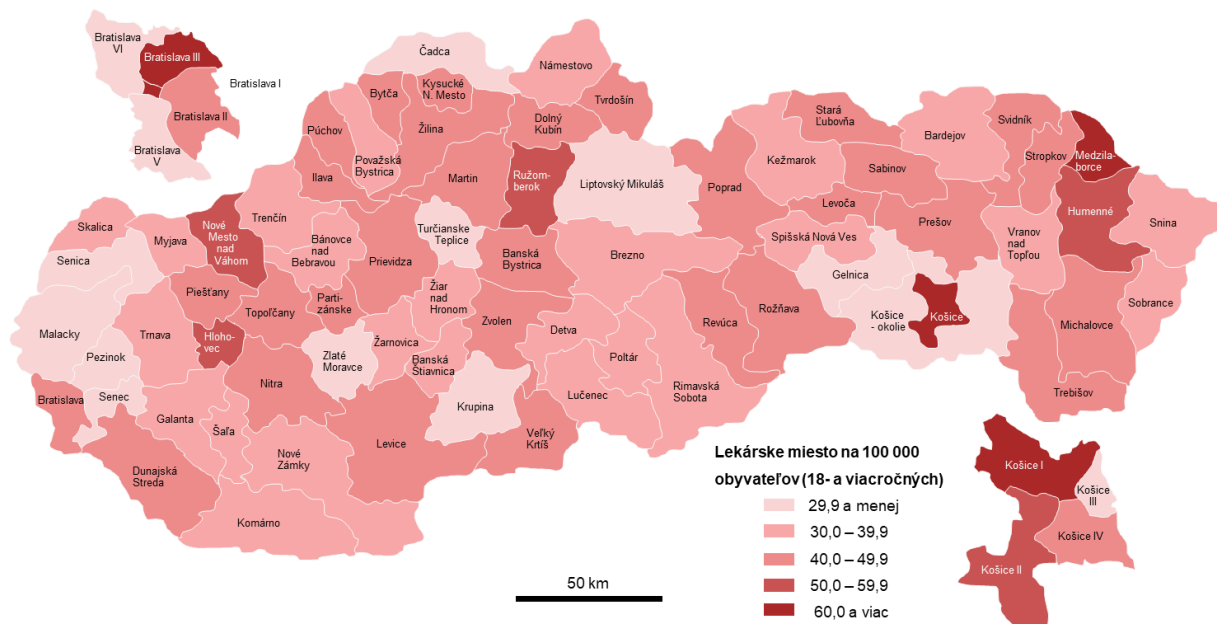 Bratislava
VI
Bratislava III
Bratislava I
Bratislava II
Bratislava
V
Čadca
Námestovo
Bytča
Kysucké
N. Mesto
Tvrdošín
Púchov
Žilina
Dolný
Kubín
Stará
Ľubovňa
Bardejov
Svidník
Stropkov
Medzila-
borce
Považská
Bystrica
Ilava
Martin
Ružom-
berok
Liptovský Mikuláš
Kežmarok
Poprad
Sabinov
Levoča
Humenné
Skalica
Myjava
Nové
Mesto
nad
Váhom
Trenčín
Bánovce
nad
Bebravou
Prievidza
Turčianske
Teplice
Banská
Bystrica
Brezno
Spišská Nová Ves
Prešov
Vranov
nad
Topľou
Snina
Senica
Gelnica
Piešťany
Topoľčany
Parti-
zánske
Žiar
nad
Hronom
Zvolen
Detva
Revúca
Rožňava
Košice
- okolie
Košice
Michalovce
Sobrance
Malacky
Trnava
Hloho-
vec
Pezinok
Zlaté
Moravce
Žarnovica
Banská
Štiavnica
Poltár
Rimavská
Sobota
Lučenec
Trebišov
Bratislava
Senec
Nitra
Krupina
Galanta
Šaľa
Levice
Veľký
Krtíš
Dunajská
Streda
Nové
Zámky
Komárno
Lekárske miesto na 100 000
obyvateľov (18- a viacročných)
29,9 a menej
30,0 – 39,9
40,0 – 49,9
50,0 – 59,9
60,0 a viac
50 km
Košice I
Košice
III
Košice IV
Košice II